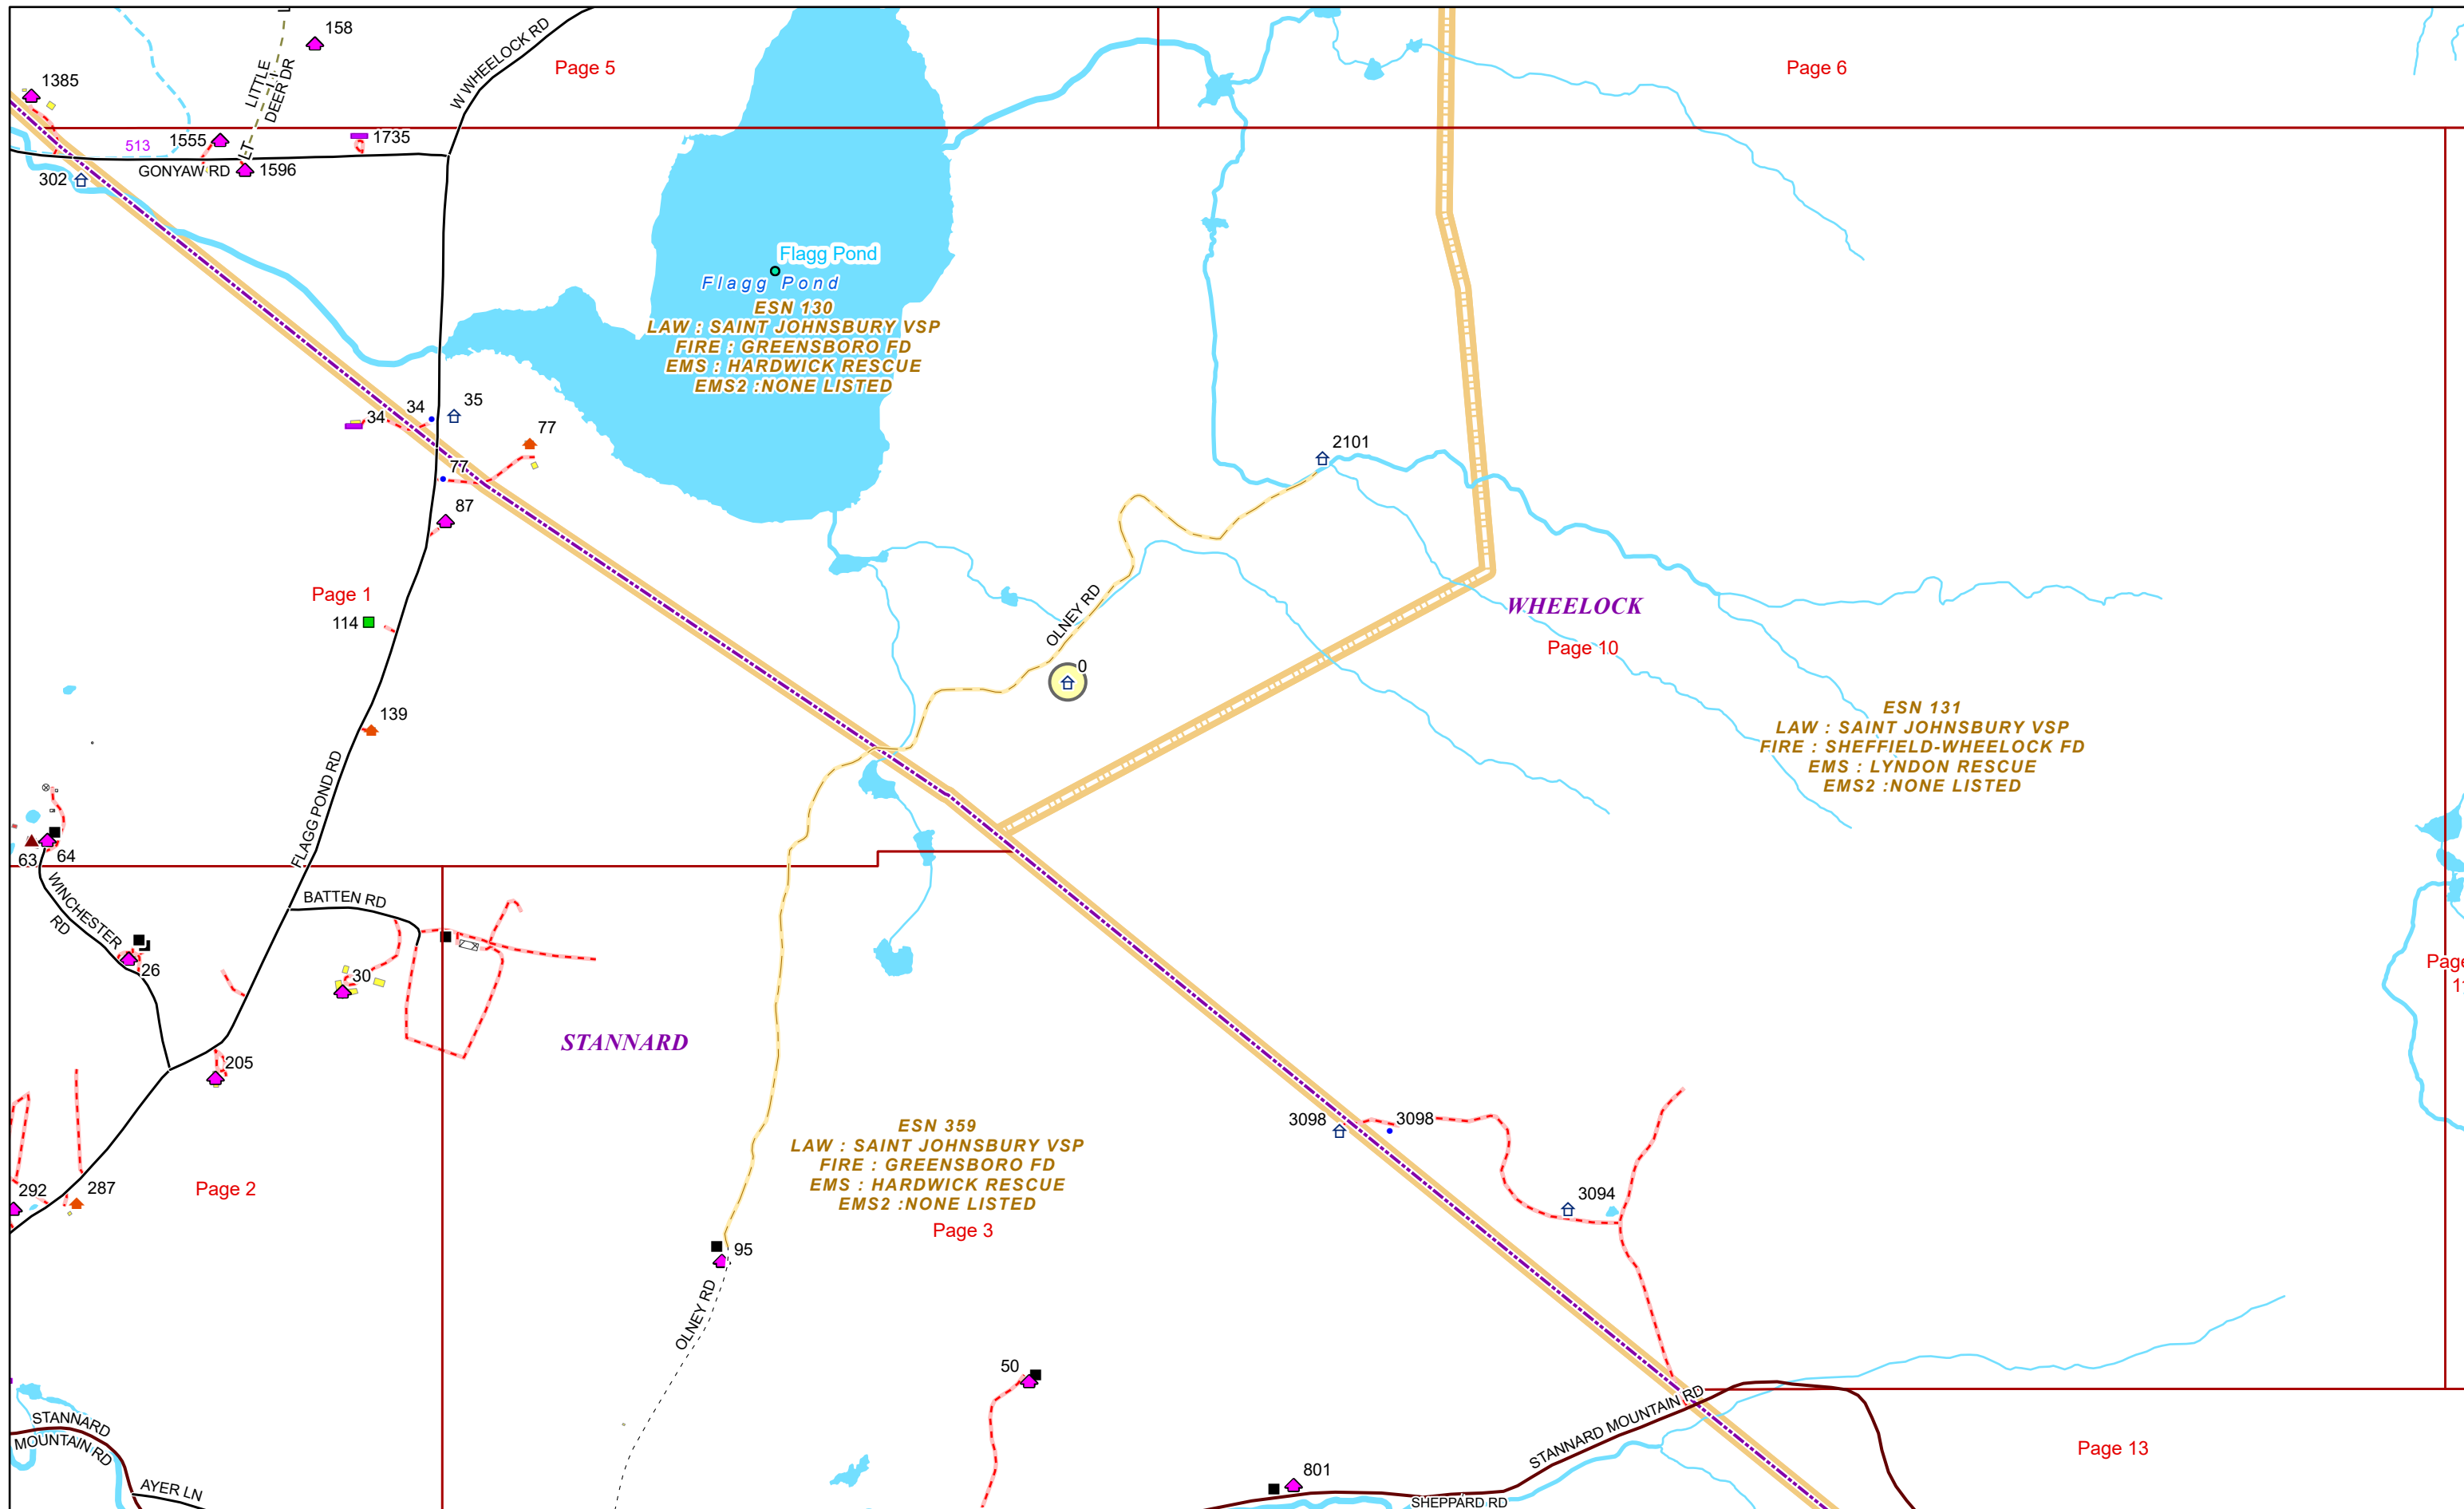 158
W WHEELOCK RD
Page 5
Page 6
1385
LITTLE
DEER DR
1555
LT
1735
513
GONYAW RD
1596
302
Flagg Pond
Flagg Pond
ESN 130
LAW : SAINT JOHNSBURY VSP
FIRE : GREENSBORO FD
EMS : HARDWICK RESCUE
EMS2 :NONE LISTED
34
34
35
77
77
87
2101
Page 1
114
OLNEY RD
WHEELOCK
Page 10
0
139
ESN 131
LAW : SAINT JOHNSBURY VSP
FIRE : SHEFFIELD-WHEELOCK FD
EMS : LYNDON RESCUE
EMS2 :NONE LISTED
FLAGG POND RD
63
64
WINCHESTER
RD
BATTEN RD
26
30
Page
11
STANNARD
205
ESN 359
LAW : SAINT JOHNSBURY VSP
FIRE : GREENSBORO FD
EMS : HARDWICK RESCUE
EMS2 :NONE LISTED
3098
3098
292
287
Page 2
3094
Page 3
95
OLNEY RD
50
STANNARD
MOUNTAIN RD
STANNARD MOUNTAIN RD
Page 13
AYER LN
801
SHEPPARD RD